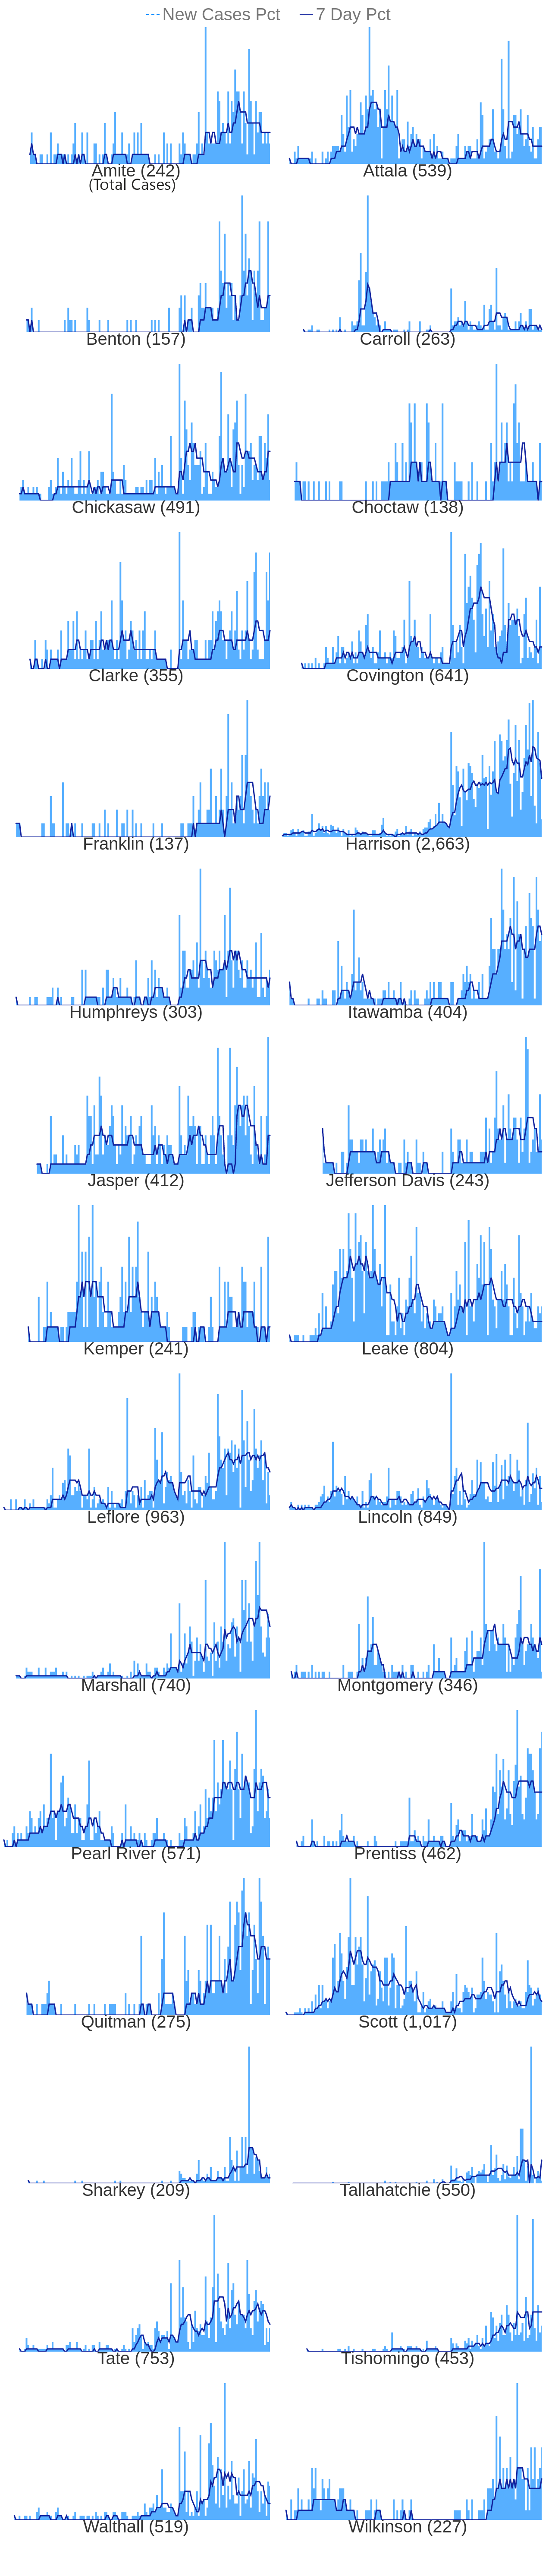 New Cases Pct 7 Day Pct
Amite (242) Attala (539)
(Total Cases)
Benton (157) Carroll (263)
Chickasaw (491) Choctaw (138)
Clarke (355) Covington (641)
Franklin (137) Harrison (2,663)
Humphreys (303) Itawamba (404)
Jasper (412) Jefferson Davis (243)
Kemper (241) Leake (804)
Leflore (963) Lincoln (849)
Marshall (740) Montgomery (346)
Pearl River (571) Prentiss (462)
Quitman (275) Scott (1,017)
Sharkey (209) Tallahatchie (550)
Tate (753) Tishomingo (453)
Walthall (519) Wilkinson (227)